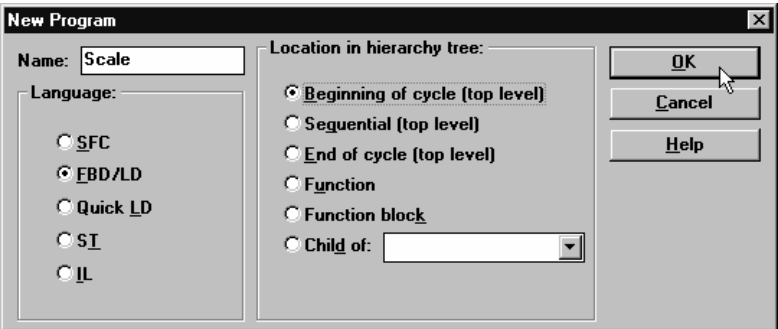 New Program
Name: Scale
Language:
SFC
FBD/LD
Quick LD
ST
IL
Location in hierarchy tree:
Beginning of cycle (top level)
Sequential (top level)
End of cycle (top level)
Function
Function block
Child of:
OK
Cancel
Help